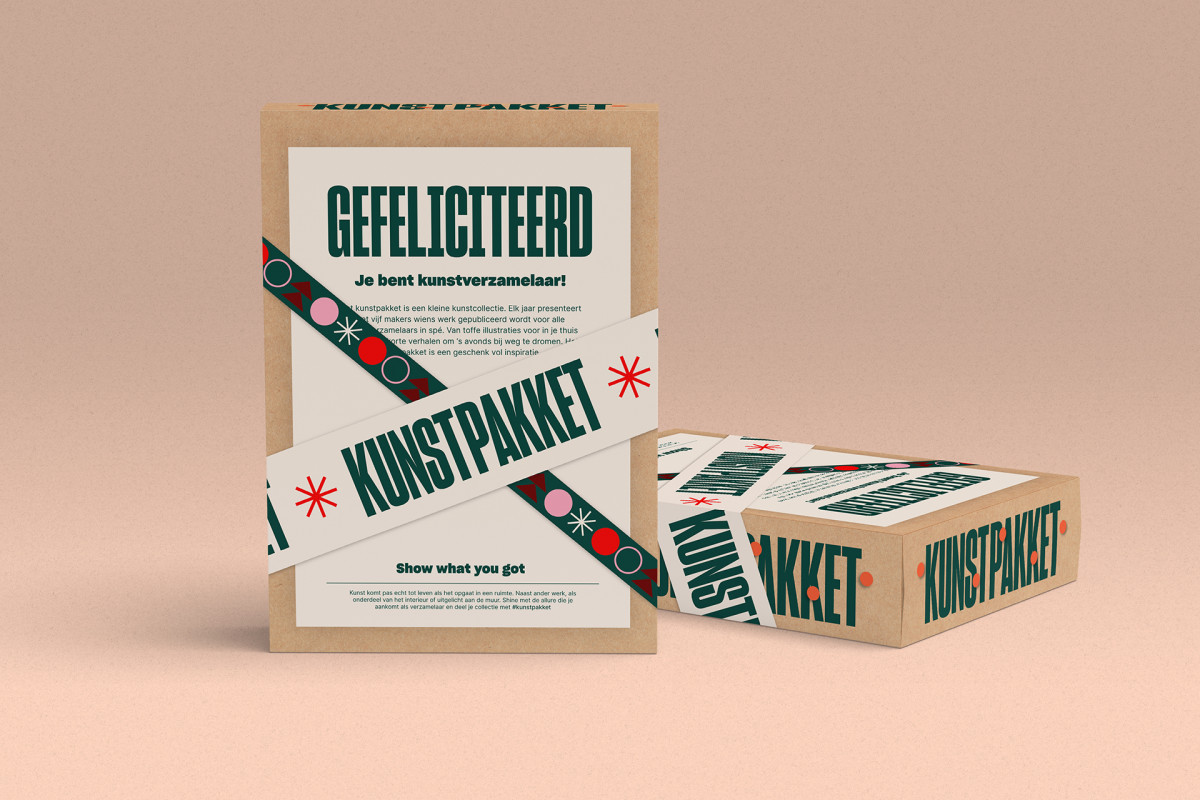 KUNSTPAKKET
GEFELICITEERD
Je bent kunstverzamelaar!
kunstpakket is een kleine kunstcollectie. Elk jaar presenteert
vijf makers wiens werk gepubliceerd wordt voor alle
in spé. Van toffe illustraties voor in je thuis
verhalen om 's avonds bij weg te dromen.
is een geschenk vol inspiratie
KUNSTPAKKET
Show what you got
Kunst komt pas echt tot leven als het opgaat in een ruimte. Naast ander werk, als
onderdeel van het interieur of uitgelicht aan de muur. Shine met de allure die je
aankomt als verzamelaar en deel je collectie met #kunstpakket
KUNSTPAKKET
GEFELICITEERD
KUNST
AKKET
KUNSTPAKKET